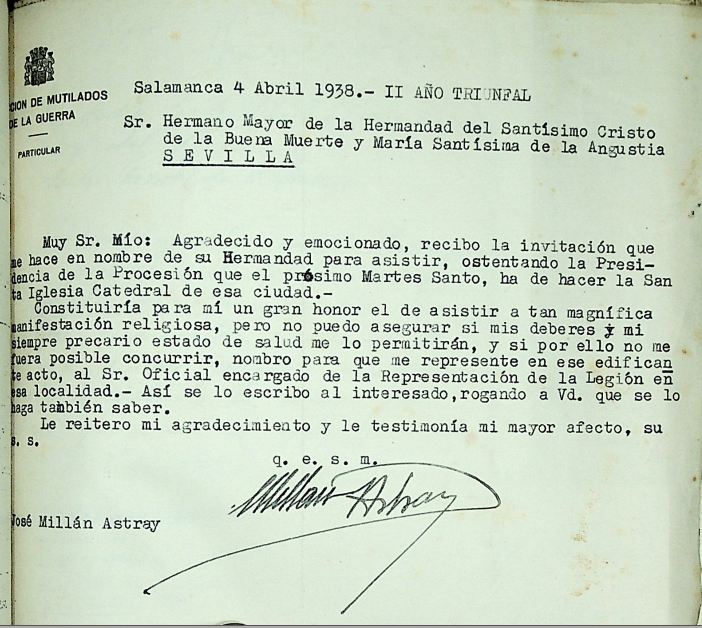 CION DE MUTILADOS
DE LA GUERRA
PARTICULAR
Salamanca 4 Abril 1938.- II AÑO TRIUNFAL
Sr. Hermano Mayor de la Hermandad del Santísimo Cristo
de la Buena Muerte y María Santísima de la Angustia
S E V I L L A
Muy Sr. Mío: Agradecido y emocionado, recibo la invitación que
me hace en nombre de su Hermandad para asistir, ostentando la Presi-
dencia de la Procesión que el prósimo Martes Santo, ha de hacer la San
ta Iglesia Catedral de esa ciudad.-
Constituiría para mí un gran honor el de asistir a tan magnífica
manifestación religiosa, pero no puedo asegurar si mis deberes y mi
siempre precario estado de salud me lo permitirán, y si por ello no me
fuera posible concurrir, nombro para que me represente en ese edifican
te acto, al Sr. Oficial encargado de la Representación de la Legión en
esa localidad.- Así se lo escribo al interesado,rogando a Vd. que se lo
haga también saber.
Le reitero mi agradecimiento y le testimonía mi mayor afecto, su
s. s.
q. e. s. m.
Millán Astray
José Millán Astray